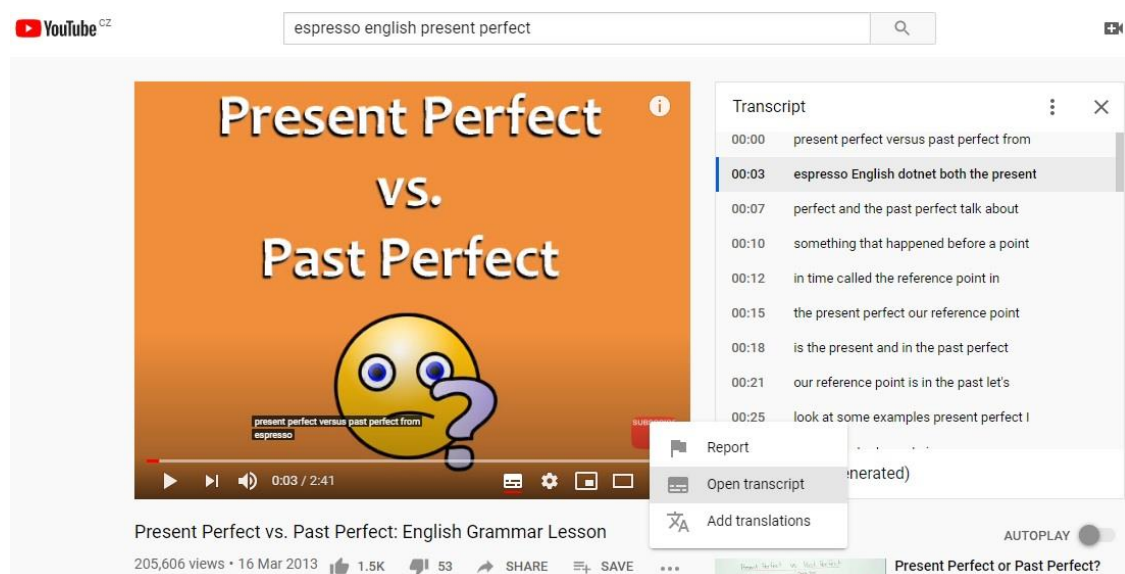 YouTube CZ
espresso english present perfect
Present Perfect
vs.
Past Perfect
present perfect versus past perfect from
espresso
0:03 / 2:41
Transcript
00:00 present perfect versus past perfect from
00:03 espresso English dotnet both the present
00:07 perfect and the past perfect talk about
00:10 something that happened before a point
00:12 in time called the reference point in
00:15 the present perfect our reference point
00:18 is the present and in the past perfect
00:21 our reference point is in the past let's
00:25 look at some examples present perfect I
enerated)
Report
Open transcript
Add translations
Present Perfect vs. Past Perfect: English Grammar Lesson
205,606 views • 16 Mar 2013 1.5K 53 SHARE SAVE
AUTOPLAY
Present Perfect or Past Perfect?